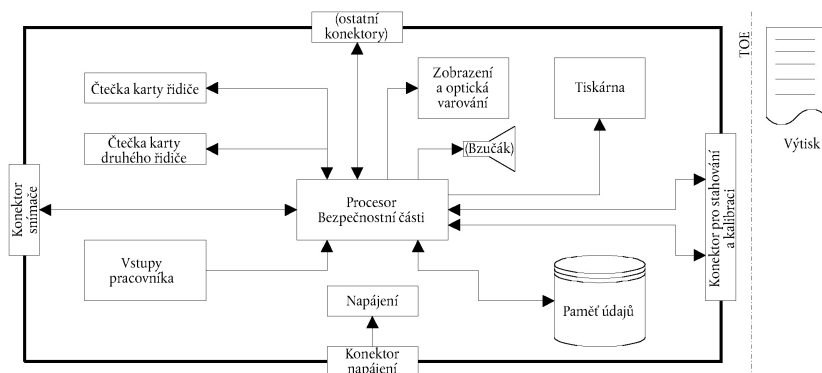 (ostatní
konektory)
TOE
Čtečka karty řidiče
Zobrazení
a optická
varování
Tiskárna
Čtečka karty
druhého řidiče
(Bzučák)
Výtisk
Konektor
snímače
Procesor
Bezpečnostní části
Konektor pro stahování
a kalibraci
Vstupy
pracovníka
Napájení
Paměť údajů
Konektor
napájení